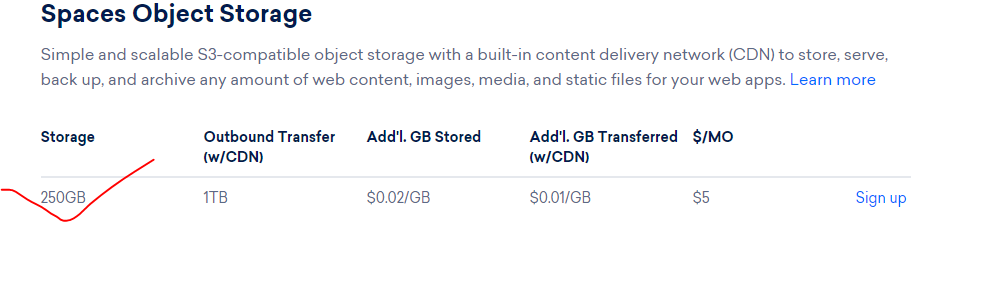 Spaces Object Storage
Simple and scalable S3-compatible object storage with a built-in content delivery network (CDN) to store, serve,
back up, and archive any amount of web content, images, media, and static files for your web apps. Learn more
Storage Outbound Transfer (w/CDN) Add'l. GB Stored Add'l. GB Transferred (w/CDN) $/MO
250GB 1TB $0.02/GB $0.01/GB $5 Sign up